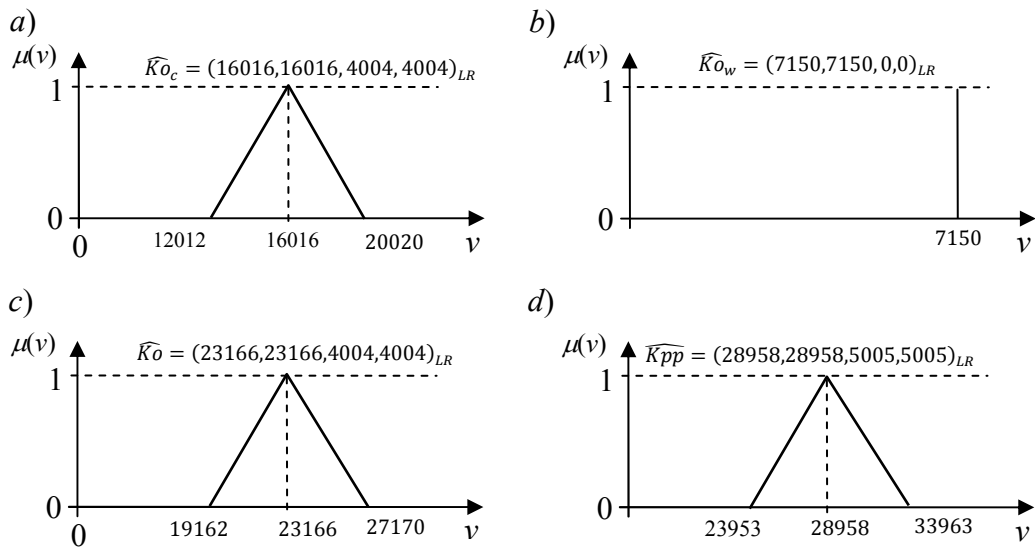 a)
μ(v)
K̂o_c = (16016,16016, 4004, 4004)_LR
1
0
0
12012
16016
20020
v
b)
μ(v)
K̂o_w = (7150,7150, 0,0)_LR
1
0
7150
v
c)
μ(v)
K̂o = (23166,23166,4004,4004)_LR
1
0
0
19162
23166
27170
v
d)
μ(v)
K̂pp = (28958,28958,5005,5005)_LR
1
0
23953
28958
33963
v